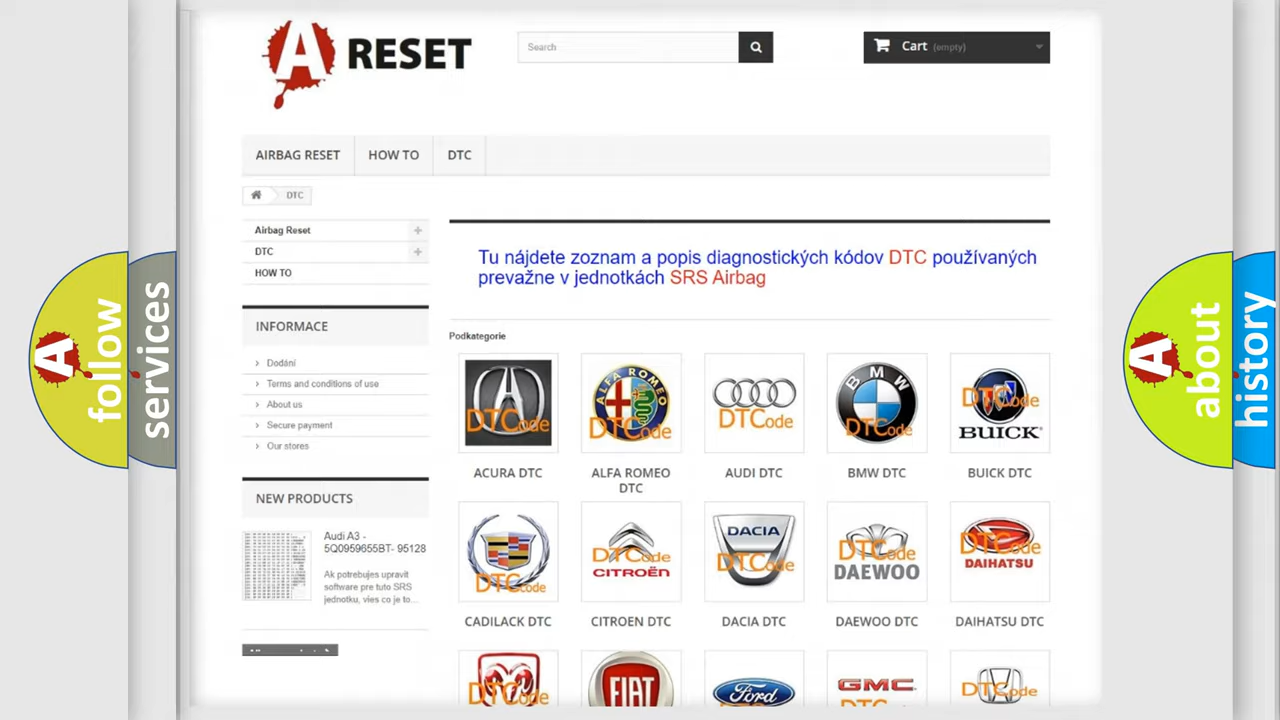 A RESET
Search
Cart (empty)
AIRBAG RESET
HOW TO
DTC
DTC
Airbag Reset
DTC
HOW TO
Tu nájdete zoznam a popis diagnostických kódov DTC používaných
prevažne v jednotkách SRS Airbag
INFORMACE
Dodání
Terms and conditions of use
About us
Secure payment
Our stores
NEW PRODUCTS
Audi A3 -
5Q0959655BT- 95128
Ak potrebujes upravit
software pre tuto SRS
jednotku, vies co je to...
Podkategorie
DTCode
ALFA ROMEO
DTCode
DTCode
BMW
DTCode
DTCode
BUICK
ACURA DTC
ALFA ROMEO
DTC
AUDI DTC
BMW DTC
BUICK DTC
DTCode
DTCode
CITROËN
DACIA
DTCode
DTCode
DAEWOO
DTCode
DAIHATSU
CADILACK DTC
CITROEN DTC
DACIA DTC
DAEWOO DTC
DAIHATSU DTC
DTCode
FIAT
Ford
GMC
DTCode
A follow
services
A about
history